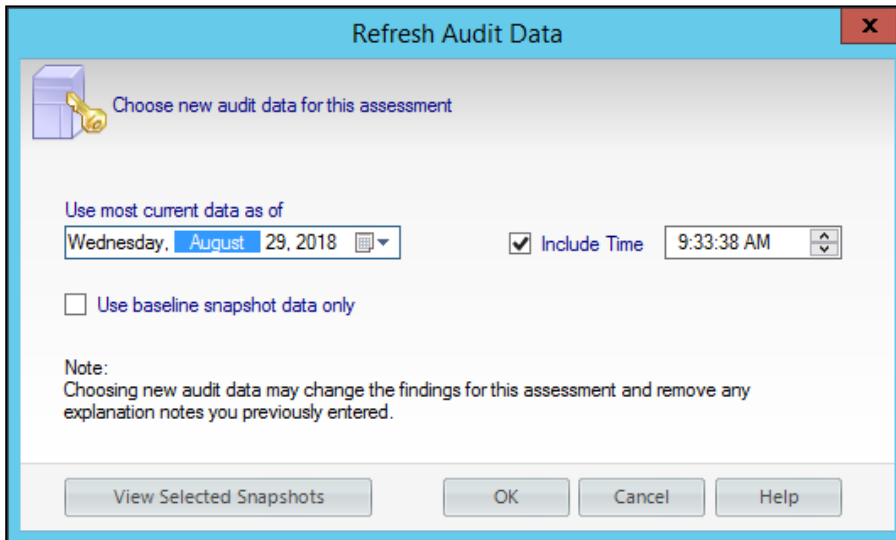 Refresh Audit Data
x
Choose new audit data for this assessment
Use most current data as of
Wednesday, August 29, 2018
Include Time
9:33:38 AM
Use baseline snapshot data only
Note:
Choosing new audit data may change the findings for this assessment and remove any
explanation notes you previously entered.
View Selected Snapshots
OK
Cancel
Help